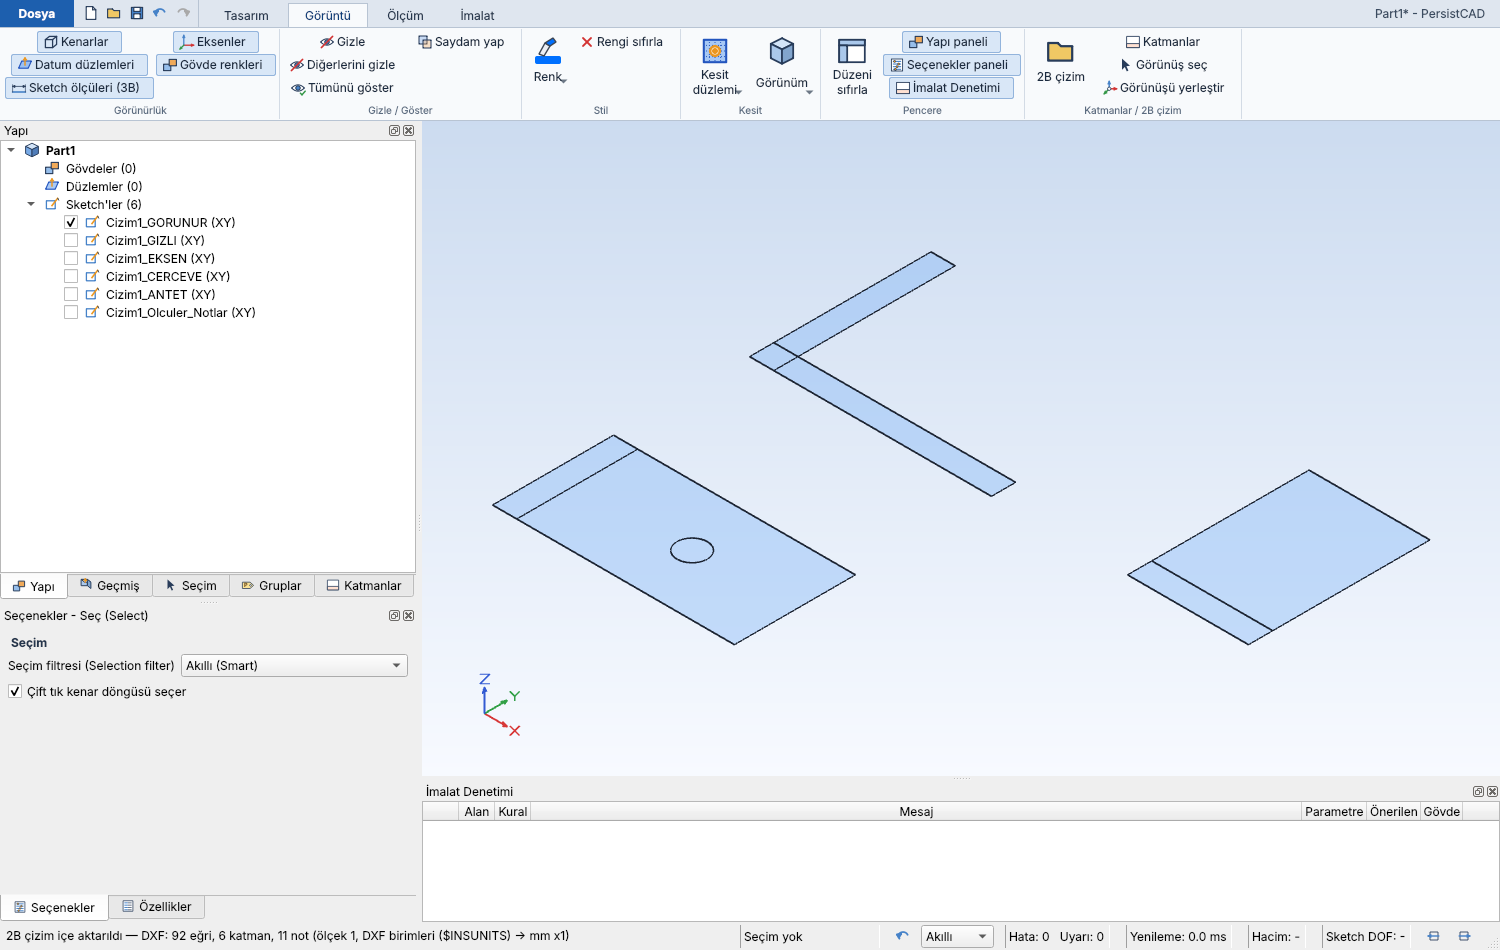 Dosya
Tasarım
Görüntü
Ölçüm
İmalat
Part1* - PersistCAD
Kenarlar
Eksenler
Datum düzlemleri
Gövde renkleri
Sketch ölçüleri (3B)
Görünürlük
Gizle
Saydam yap
Diğerlerini gizle
Tümünü göster
Gizle / Göster
Renk
Rengi sıfırla
Stil
Kesit
düzlemi
Görünüm
Kesit
Düzeni
sıfırla
Yapı paneli
Seçenekler paneli
İmalat Denetimi
Pencere
2B çizim
Katmanlar
Görünüş seç
Görünüşü yerleştir
Katmanlar / 2B çizim
Yapı
Part1
Gövdeler (0)
Düzlemler (0)
Sketch'ler (6)
Cizim1_GORUNUR (XY)
Cizim1_GIZLI (XY)
Cizim1_EKSEN (XY)
Cizim1_CERCEVE (XY)
Cizim1_ANTET (XY)
Cizim1_Olculer_Notlar (XY)
Yapı
Geçmiş
Seçim
Gruplar
Katmanlar
Seçenekler - Seç (Select)
Seçim
Seçim filtresi (Selection filter)
Akıllı (Smart)
Çift tık kenar döngüsü seçer
Seçenekler
Özellikler
Z
Y
X
İmalat Denetimi
Alan
Kural
Mesaj
Parametre
Önerilen
Gövde
2B çizim içe aktarıldı — DXF: 92 eğri, 6 katman, 11 not (ölçek 1, DXF birimleri ($INSUNITS) → mm x1)
Seçim yok
Akıllı
Hata: 0
Uyarı: 0
Yenileme: 0.0 ms
Hacim: -
Sketch DOF: -